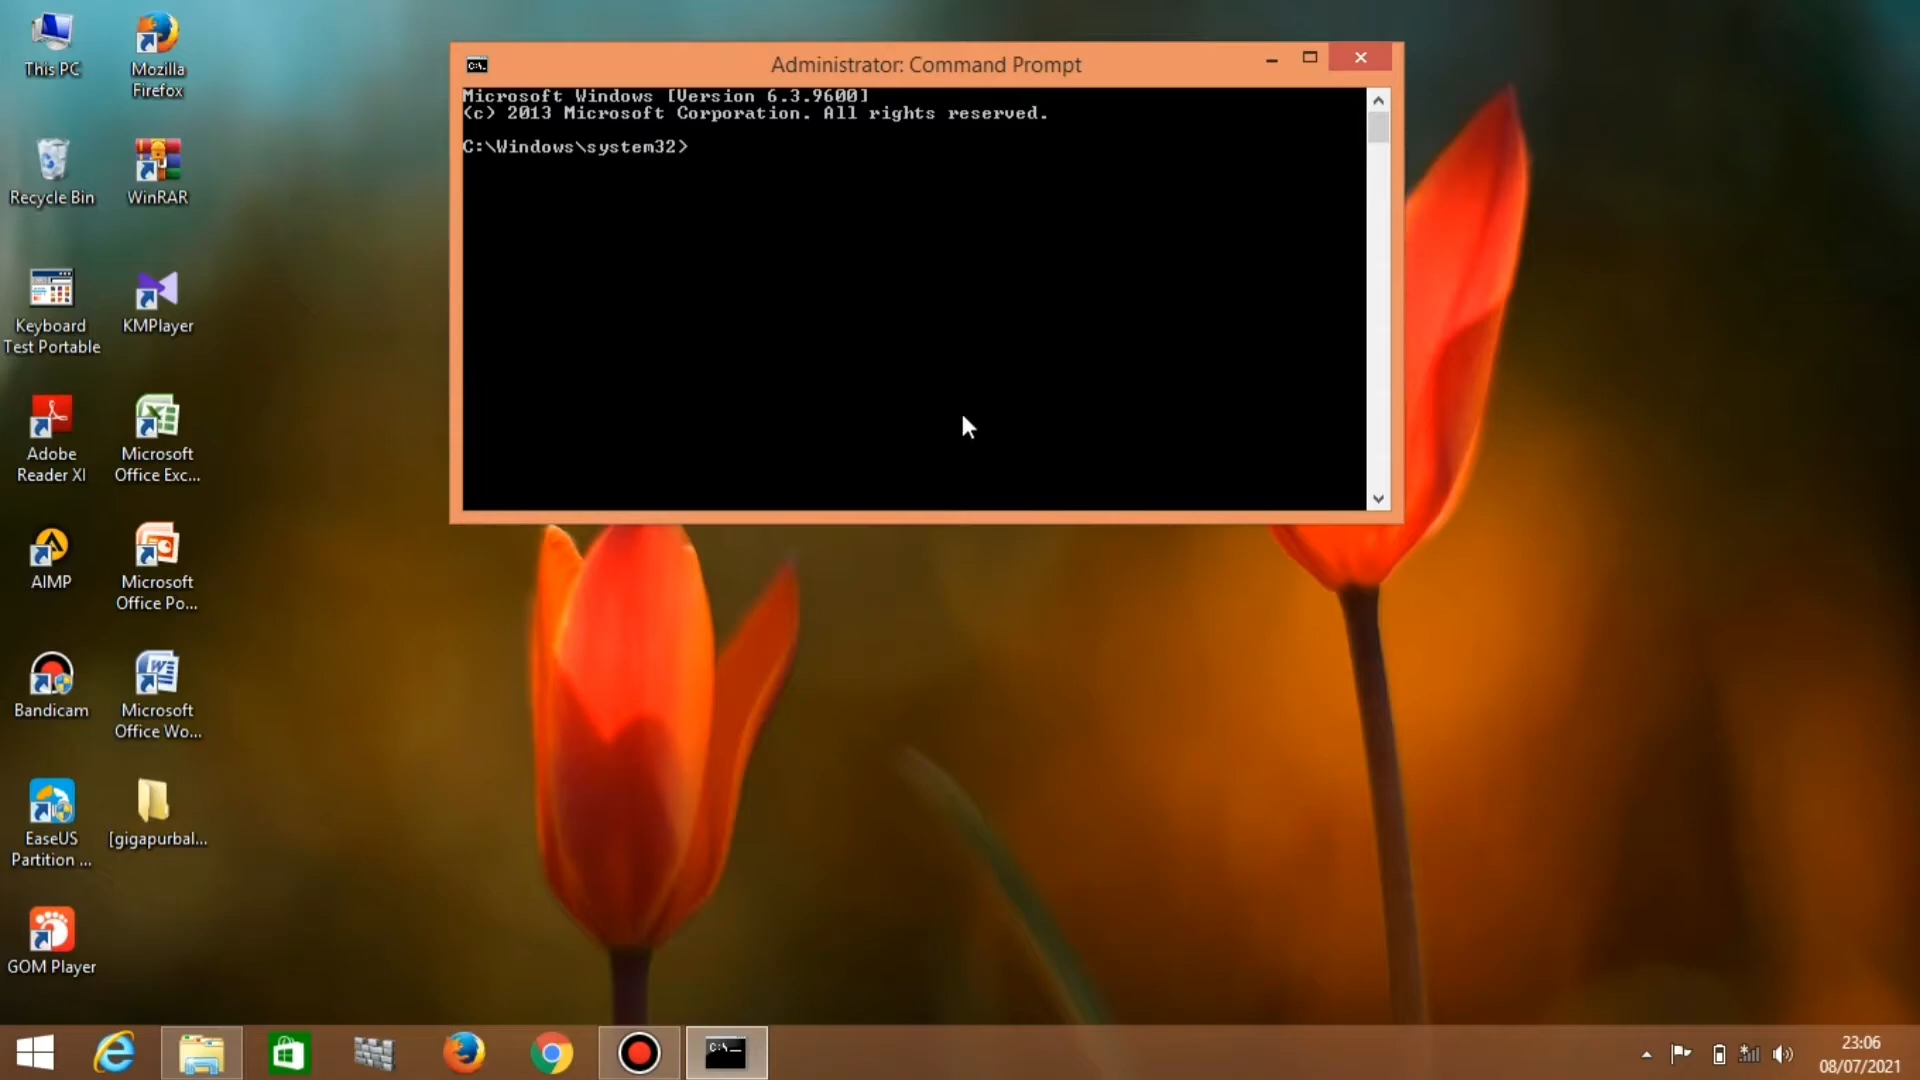 This PC
Mozilla
Firefox
Recycle Bin
WinRAR
Keyboard
Test Portable
KMPlayer
Adobe
Reader XI
Microsoft
Office Exc...
AIMP
Microsoft
Office Po...
Bandicam
Microsoft
Office Wo...
EaseUS
Partition ...
[gigapurbal...
GOM Player
Administrator: Command Prompt
Microsoft Windows [Version 6.3.9600]
(c) 2013 Microsoft Corporation. All rights reserved.
C:\Windows\system32>
23:06
08/07/2021